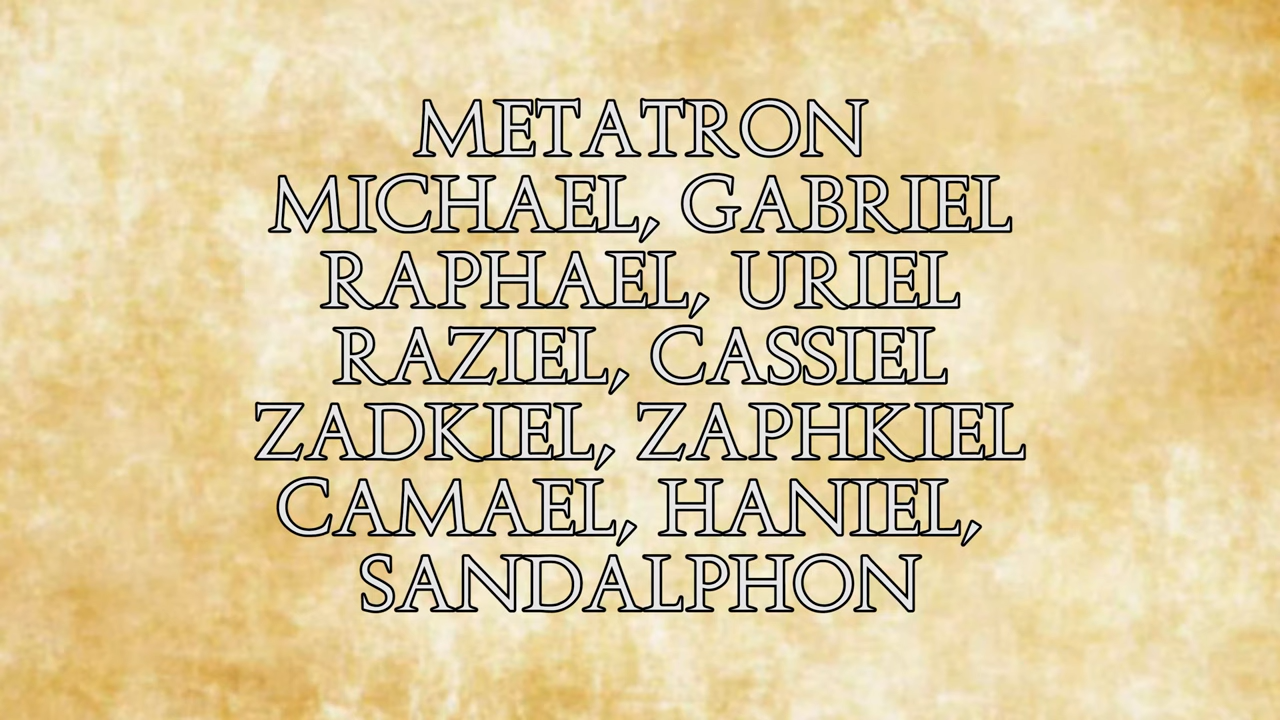 METATRON
MICHAEL, GABRIEL
RAPHAEL, URIEL
RAZIEL, CASSIEL
ZADKIEL, ZAPHKIEL
CAMAEL, HANIEL,
SANDALPHON